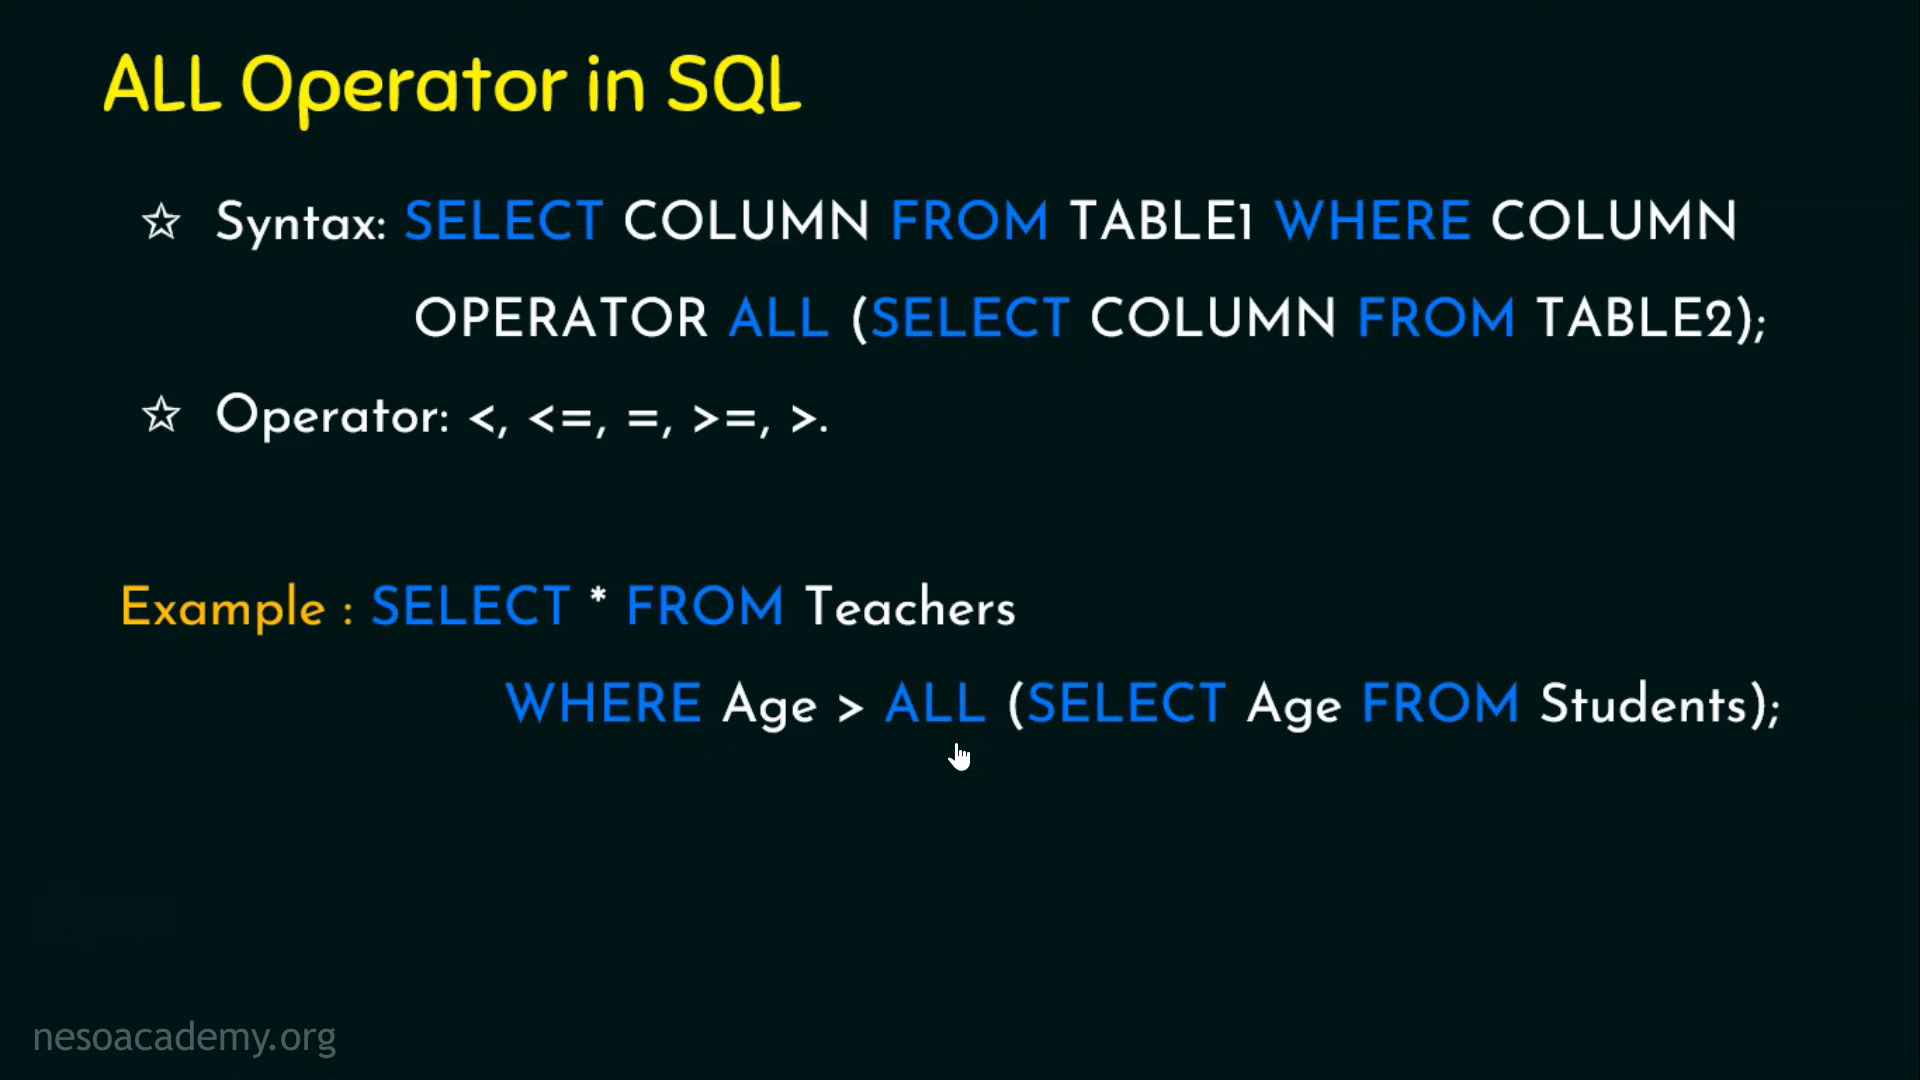 ALL Operator in SQL
☆ Syntax: SELECT COLUMN FROM TABLE1 WHERE COLUMN
OPERATOR ALL (SELECT COLUMN FROM TABLE2);
☆ Operator: <, <=, =, >=, >.
Example : SELECT * FROM Teachers
WHERE Age > ALL (SELECT Age FROM Students);
nesoacademy.org